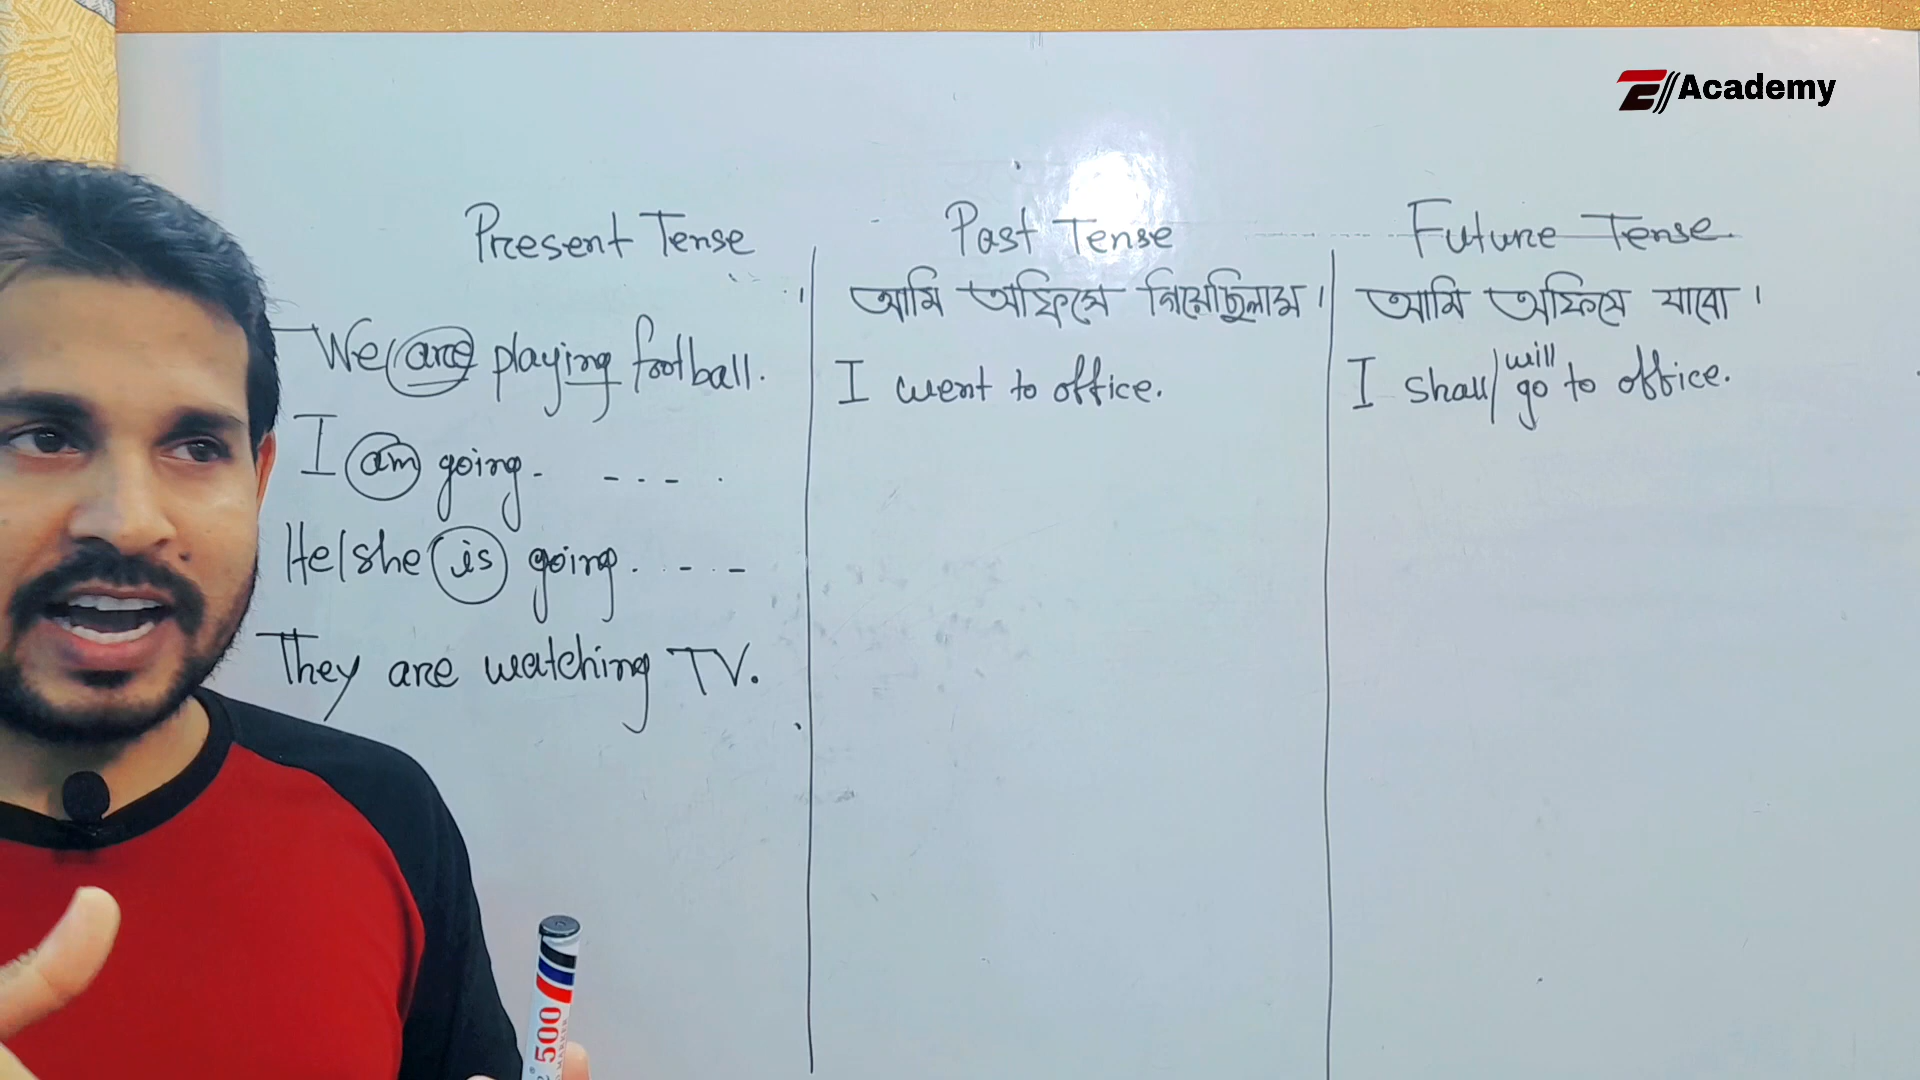 E Academy
Present Tense
We are playing football.
I am going - - - - .
He/she is going. - - -
They are watching TV.
Past Tense
আমি অফিসে গিয়েছিলাম ।
I went to office.
Future Tense
আমি অফিসে যাবো ।
I shall/will go to office.
500